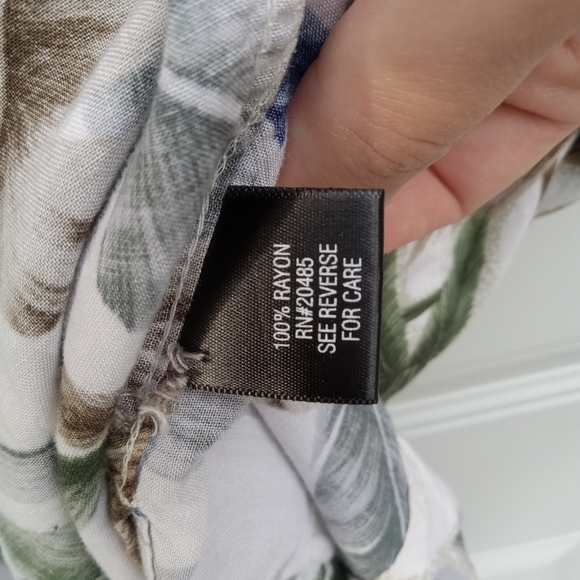 100% RAYON
RN#20485
SEE REVERSE
FOR CARE